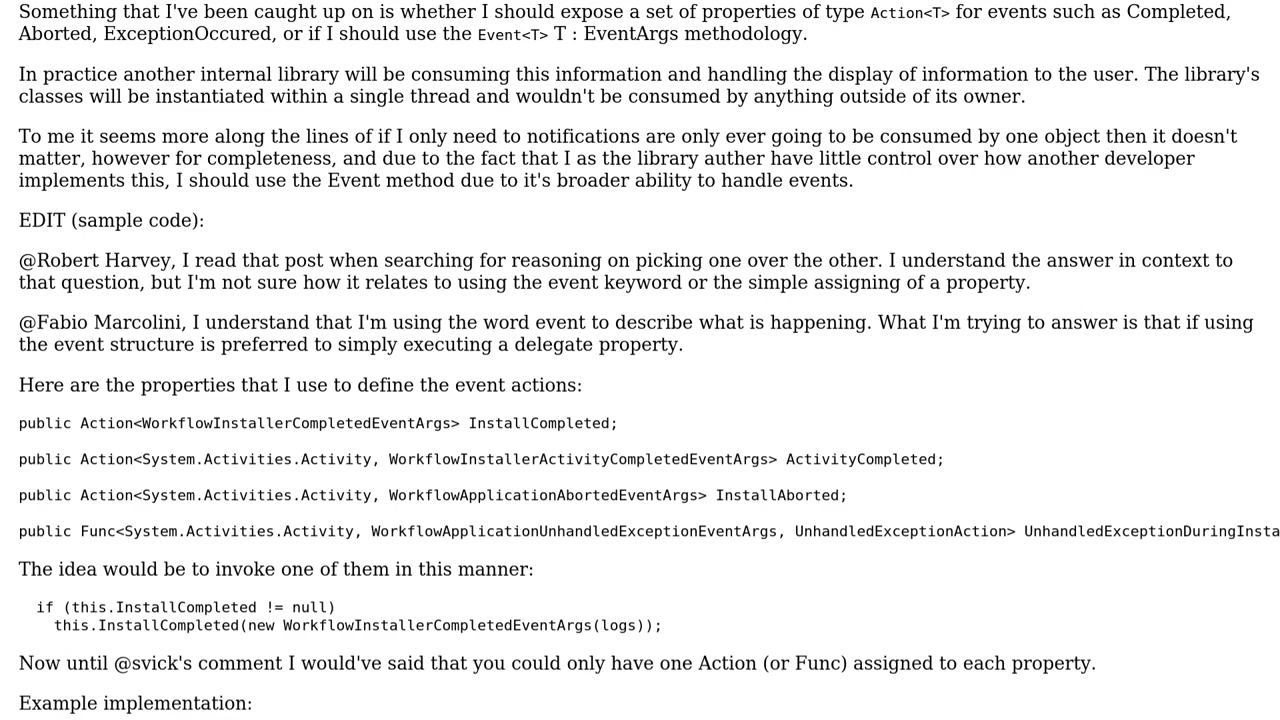 Something that I've been caught up on is whether I should expose a set of properties of type Action<T> for events such as Completed,
Aborted, ExceptionOccured, or if I should use the Event<T> T : EventArgs methodology.
In practice another internal library will be consuming this information and handling the display of information to the user. The library's
classes will be instantiated within a single thread and wouldn't be consumed by anything outside of its owner.
To me it seems more along the lines of if I only need to notifications are only ever going to be consumed by one object then it doesn't
matter, however for completeness, and due to the fact that I as the library auther have little control over how another developer
implements this, I should use the Event method due to it's broader ability to handle events.
EDIT (sample code):
@Robert Harvey, I read that post when searching for reasoning on picking one over the other. I understand the answer in context to
that question, but I'm not sure how it relates to using the event keyword or the simple assigning of a property.
@Fabio Marcolini, I understand that I'm using the word event to describe what is happening. What I'm trying to answer is that if using
the event structure is preferred to simply executing a delegate property.
Here are the properties that I use to define the event actions:
public Action<WorkflowInstallerCompletedEventArgs> InstallCompleted;
public Action<System.Activities.Activity, WorkflowInstallerActivityCompletedEventArgs> ActivityCompleted;
public Action<System.Activities.Activity, WorkflowApplicationAbortedEventArgs> InstallAborted;
public Func<System.Activities.Activity, WorkflowApplicationUnhandledExceptionEventArgs, UnhandledExceptionAction> UnhandledExceptionDuringInsta
The idea would be to invoke one of them in this manner:
if (this.InstallCompleted != null)
this.InstallCompleted(new WorkflowInstallerCompletedEventArgs(logs));
Now until @svick's comment I would've said that you could only have one Action (or Func) assigned to each property.
Example implementation: